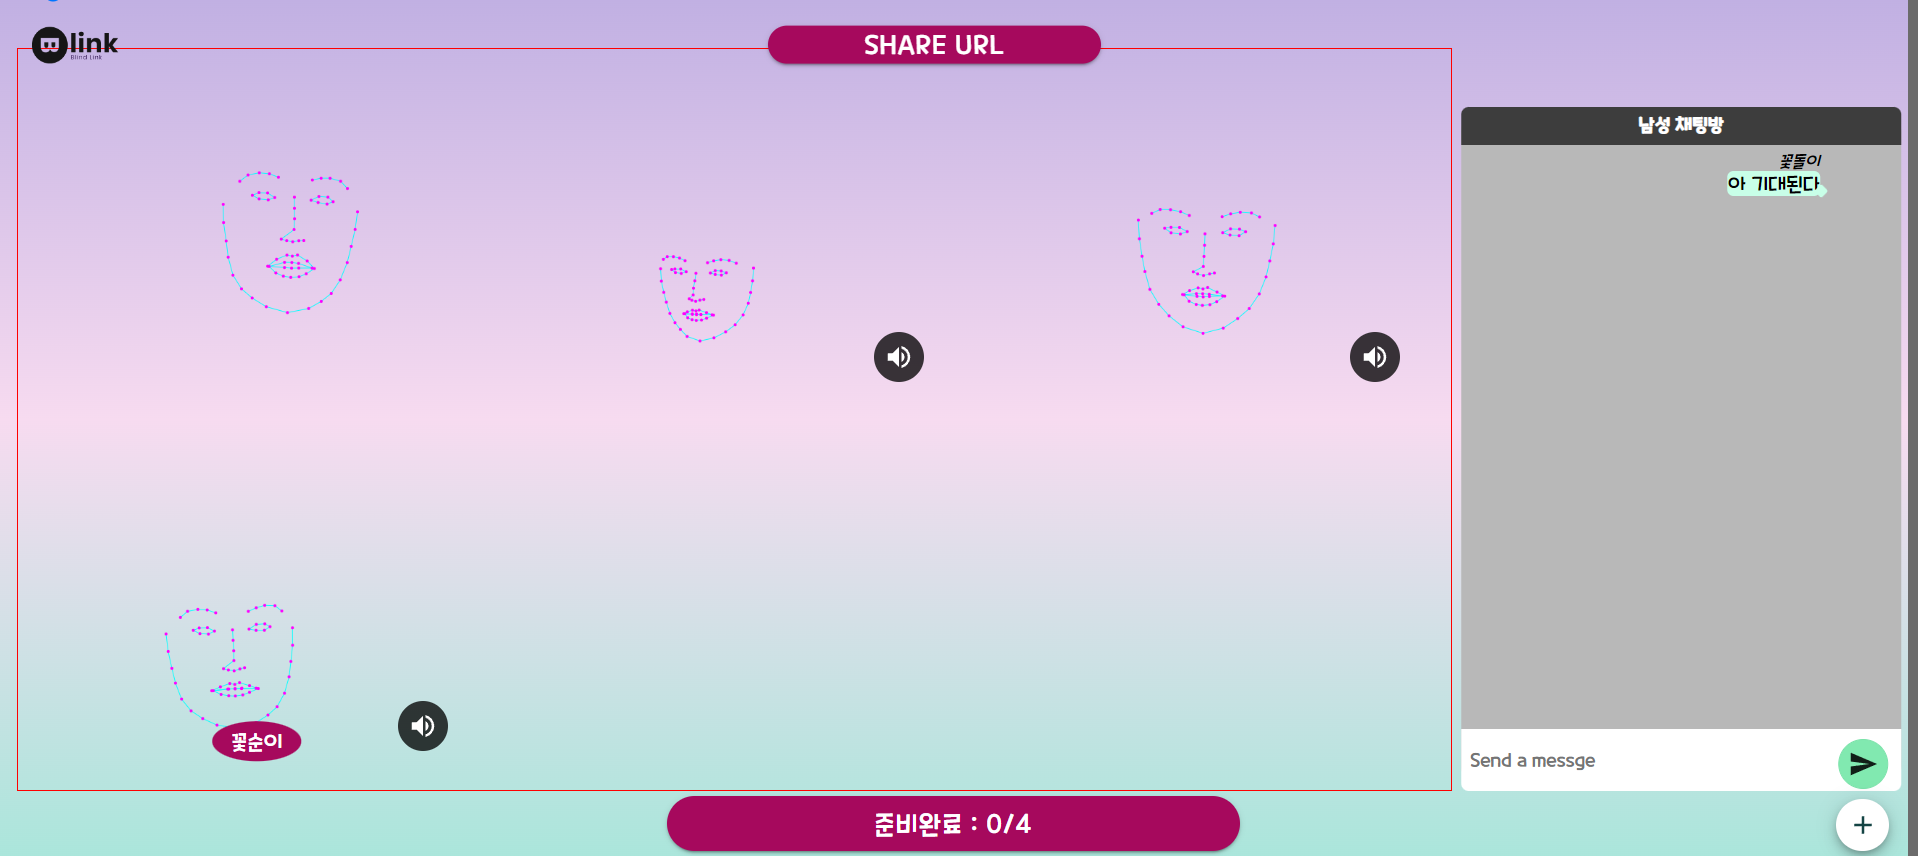 Blink
Blind Link
SHARE URL
남성 채팅방
꽃돌이
아 기대된다
꽃순이
Send a messge
준비완료 : 0/4